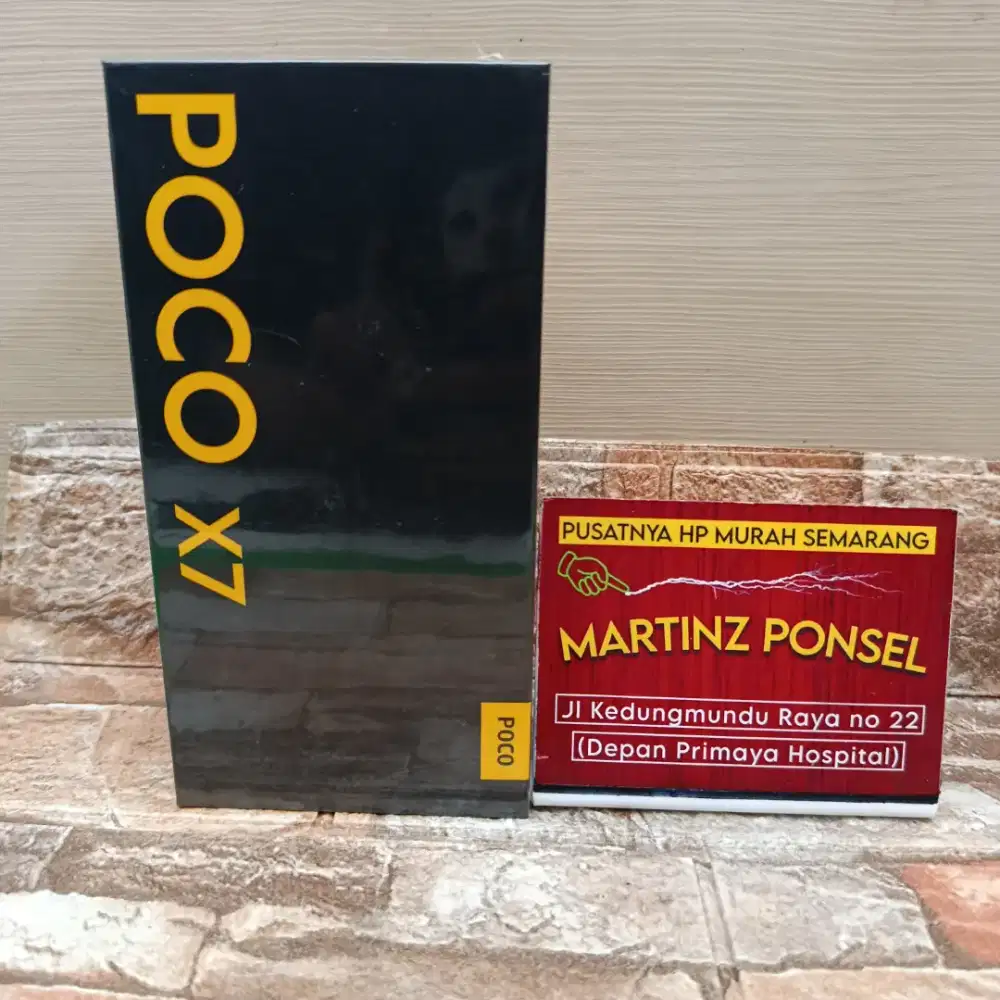 POCO X7
POCO
PUSATNYA HP MURAH SEMARANG
MARTINZ PONSEL
Jl Kedungmundu Raya no 22
(Depan Primaya Hospital)